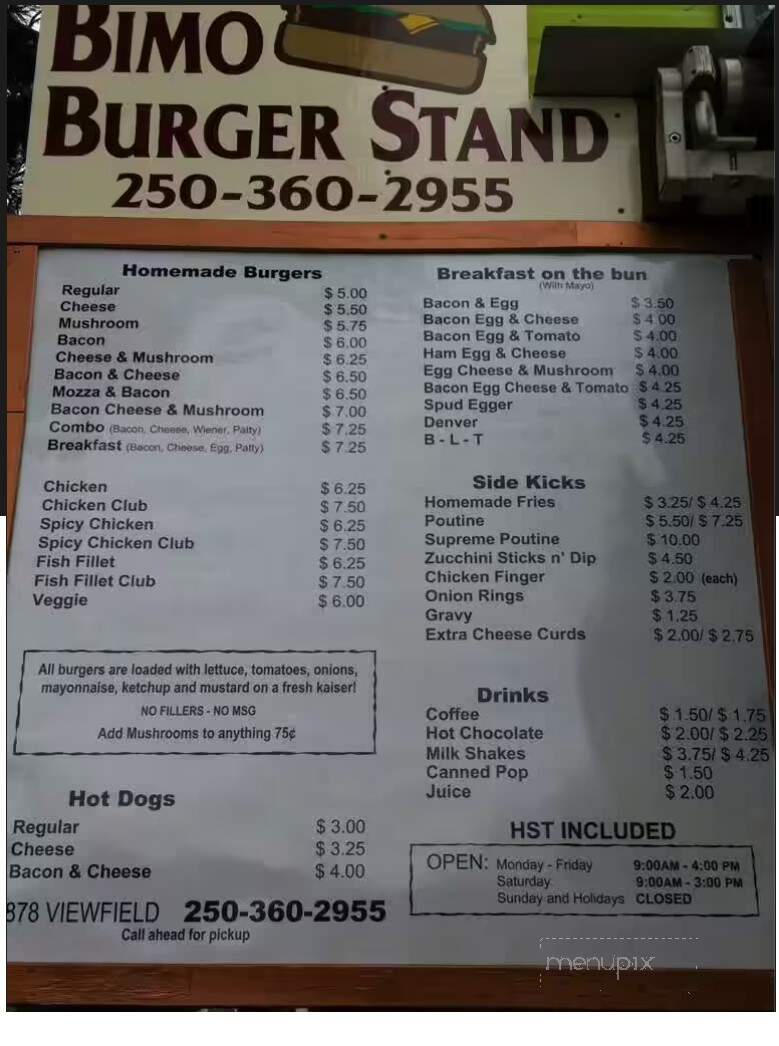 BIMO
BURGER STAND
250-360-2955
Homemade Burgers
Regular $ 5.00
Cheese $ 5.50
Mushroom $ 5.75
Bacon $ 6.00
Cheese & Mushroom $ 6.25
Bacon & Cheese $ 6.50
Mozza & Bacon $ 6.50
Bacon Cheese & Mushroom $ 7.00
Combo (Bacon, Cheese, Wiener, Patty) $ 7.25
Breakfast (Bacon, Cheese, Egg, Patty) $ 7.25
Chicken $ 6.25
Chicken Club $ 7.50
Spicy Chicken $ 6.25
Spicy Chicken Club $ 7.50
Fish Fillet $ 6.25
Fish Fillet Club $ 7.50
Veggie $ 6.00
All burgers are loaded with lettuce, tomatoes, onions,
mayonnaise, ketchup and mustard on a fresh kaiser!
NO FILLERS - NO MSG
Add Mushrooms to anything 75¢
Hot Dogs
Regular $ 3.00
Cheese $ 3.25
Bacon & Cheese $ 4.00
878 VIEWFIELD 250-360-2955
Call ahead for pickup
Breakfast on the bun
(With Mayo)
Bacon & Egg $ 3.50
Bacon Egg & Cheese $ 4.00
Bacon Egg & Tomato $ 4.00
Ham Egg & Cheese $ 4.00
Egg Cheese & Mushroom $ 4.00
Bacon Egg Cheese & Tomato $ 4.25
Spud Egger $ 4.25
Denver $ 4.25
B - L - T $ 4.25
Side Kicks
Homemade Fries $ 3.25/ $ 4.25
Poutine $ 5.50/ $ 7.25
Supreme Poutine $ 10.00
Zucchini Sticks n' Dip $ 4.50
Chicken Finger $ 2.00 (each)
Onion Rings $ 3.75
Gravy $ 1.25
Extra Cheese Curds $ 2.00/ $ 2.75
Drinks
Coffee $ 1.50/ $ 1.75
Hot Chocolate $ 2.00/ $ 2.25
Milk Shakes $ 3.75/ $ 4.25
Canned Pop $ 1.50
Juice $ 2.00
HST INCLUDED
OPEN: Monday - Friday 9:00AM - 4:00 PM
Saturday 9:00AM - 3:00 PM
Sunday and Holidays CLOSED
menupix